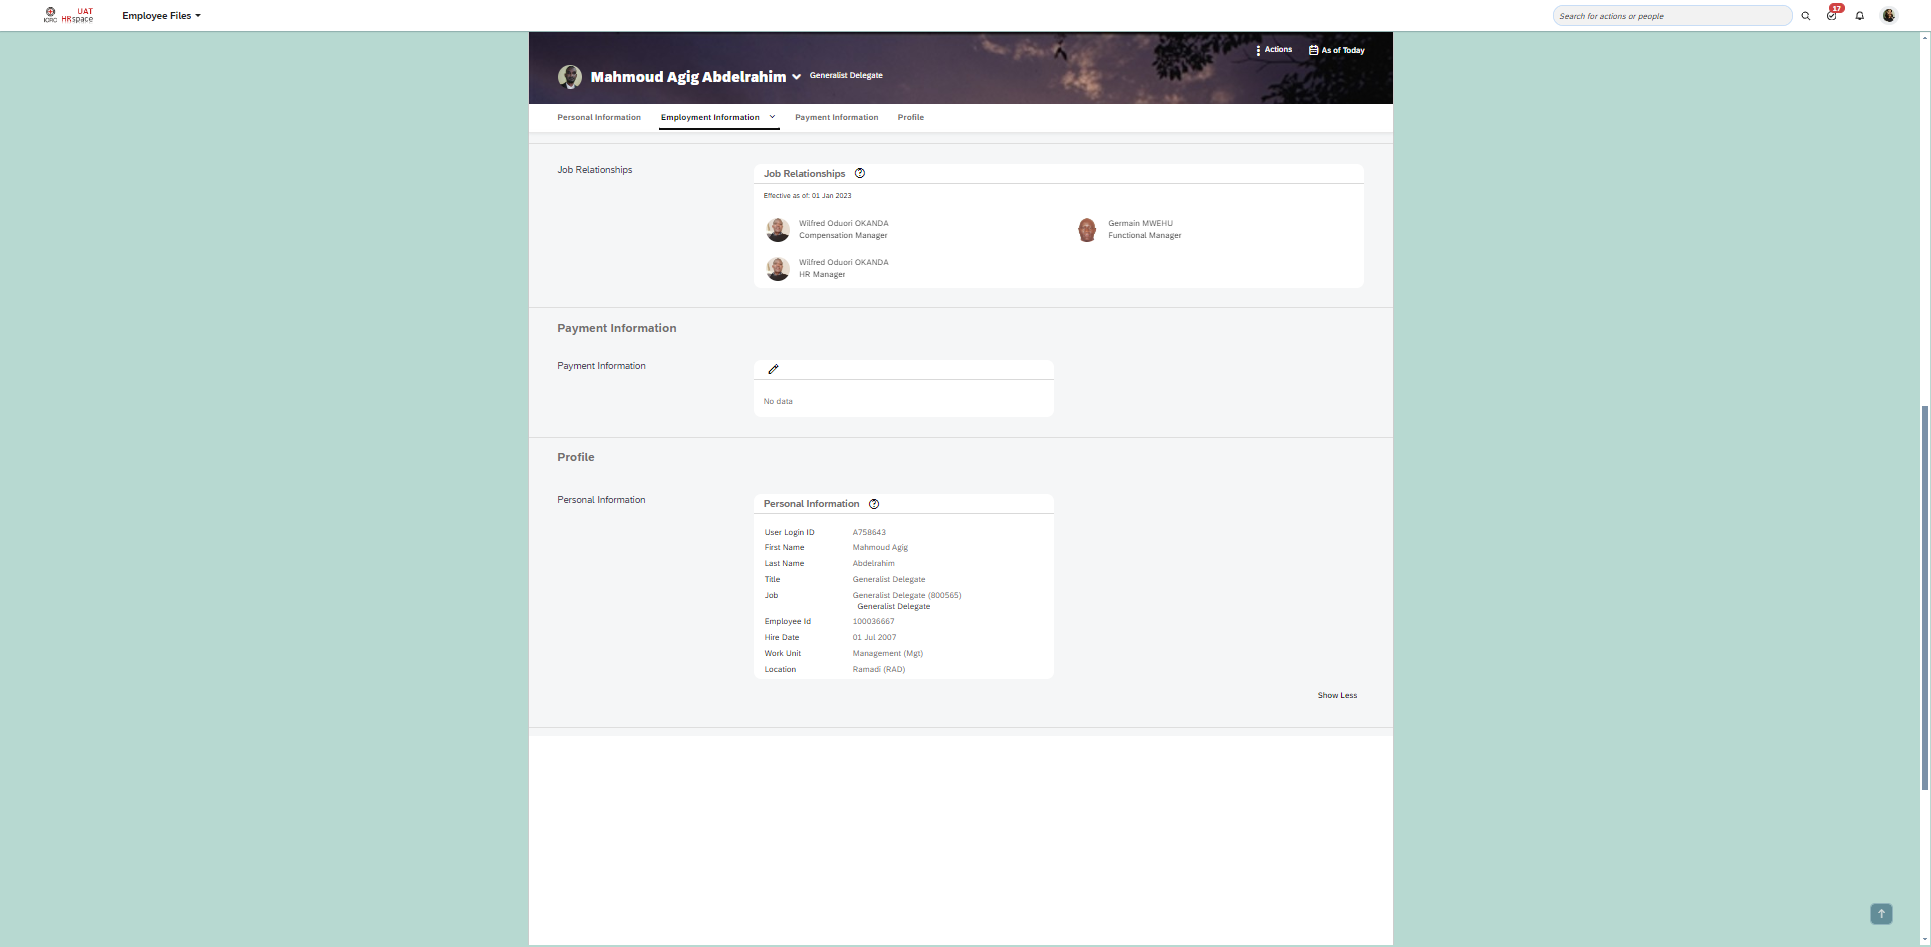 ICRC
UAT
HRspace
Employee Files
Search for actions or people
17
Actions
As of Today
Mahmoud Agig Abdelrahim
Generalist Delegate
Personal Information
Employment Information
Payment Information
Profile
Job Relationships
Job Relationships
Effective as of: 01 Jan 2023
Wilfred Oduori OKANDA
Compensation Manager
Germain MWEHU
Functional Manager
Wilfred Oduori OKANDA
HR Manager
Payment Information
Payment Information
No data
Profile
Personal Information
Personal Information
User Login ID A758643
First Name Mahmoud Agig
Last Name Abdelrahim
Title Generalist Delegate
Job Generalist Delegate (800565)
Generalist Delegate
Employee Id 100036667
Hire Date 01 Jul 2007
Work Unit Management (Mgt)
Location Ramadi (RAD)
Show Less